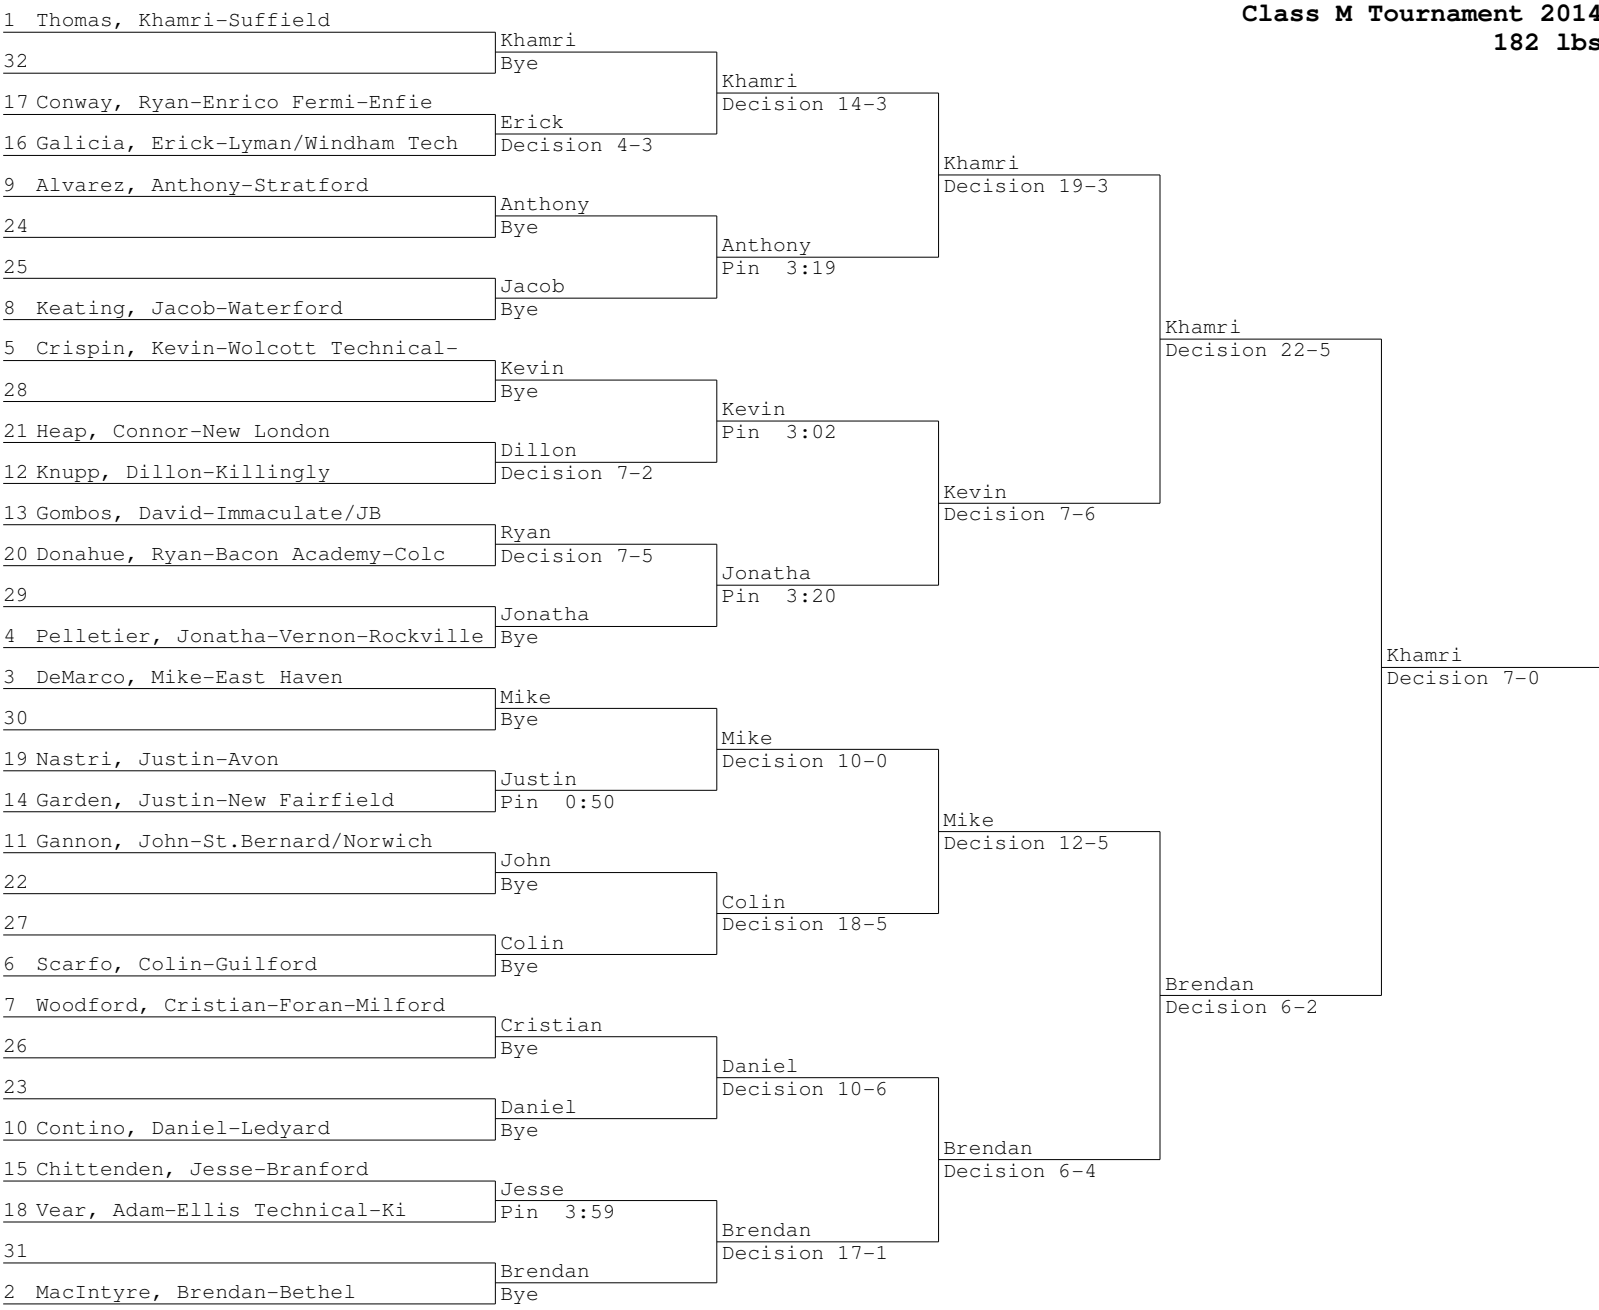 Class M Tournament 2014
182 lbs
1 Thomas, Khamri-Suffield
32
17 Conway, Ryan-Enrico Fermi-Enfie
16 Galicia, Erick-Lyman/Windham Tech
9 Alvarez, Anthony-Stratford
24
25
8 Keating, Jacob-Waterford
5 Crispin, Kevin-Wolcott Technical-
28
21 Heap, Connor-New London
12 Knupp, Dillon-Killingly
13 Gombos, David-Immaculate/JB
20 Donahue, Ryan-Bacon Academy-Colc
29
4 Pelletier, Jonatha-Vernon-Rockville
3 DeMarco, Mike-East Haven
30
19 Nastri, Justin-Avon
14 Garden, Justin-New Fairfield
11 Gannon, John-St.Bernard/Norwich
22
27
6 Scarfo, Colin-Guilford
7 Woodford, Cristian-Foran-Milford
26
23
10 Contino, Daniel-Ledyard
15 Chittenden, Jesse-Branford
18 Vear, Adam-Ellis Technical-Ki
31
2 MacIntyre, Brendan-Bethel
Khamri
Bye
Erick
Decision 4-3
Anthony
Bye
Jacob
Bye
Kevin
Bye
Dillon
Decision 7-2
Ryan
Decision 7-5
Jonatha
Bye
Mike
Bye
Justin
Pin 0:50
John
Bye
Colin
Bye
Cristian
Bye
Daniel
Bye
Jesse
Pin 3:59
Brendan
Bye
Khamri
Decision 14-3
Anthony
Pin 3:19
Kevin
Pin 3:02
Jonatha
Pin 3:20
Mike
Decision 10-0
Colin
Decision 18-5
Daniel
Decision 10-6
Brendan
Decision 17-1
Khamri
Decision 19-3
Kevin
Decision 7-6
Mike
Decision 12-5
Brendan
Decision 6-4
Khamri
Decision 22-5
Brendan
Decision 6-2
Khamri
Decision 7-0